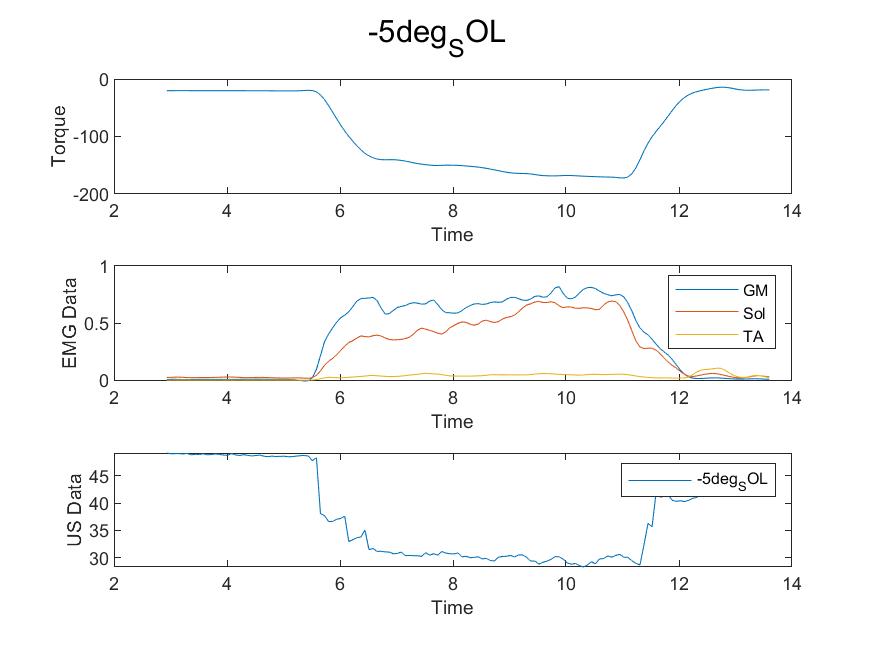 -5deg_SOL
0
-100
-200
Torque
2 4 6 8 10 12 14
Time
1
0.5
0
EMG Data
GM
Sol
TA
2 4 6 8 10 12 14
Time
45
40
35
30
US Data
-5deg_SOL
2 4 6 8 10 12 14
Time